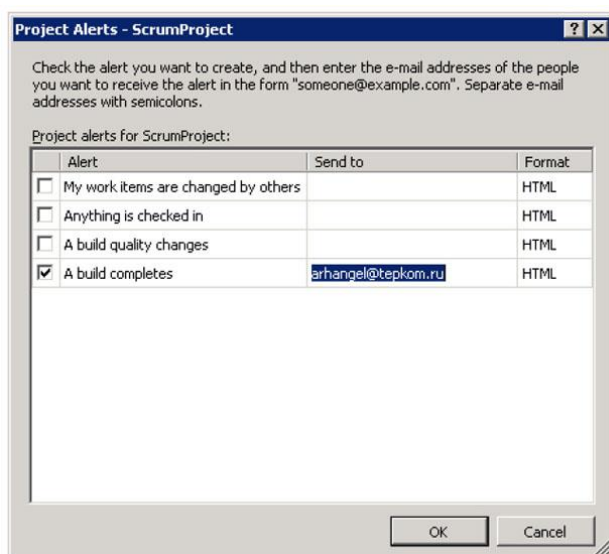 Project Alerts - ScrumProject
Check the alert you want to create, and then enter the e-mail addresses of the people
you want to receive the alert in the form "someone@example.com". Separate e-mail
addresses with semicolons.
Project alerts for ScrumProject:
Alert Send to Format
My work items are changed by others HTML
Anything is checked in HTML
A build quality changes HTML
A build completes arhangel@tepkom.ru HTML
OK Cancel